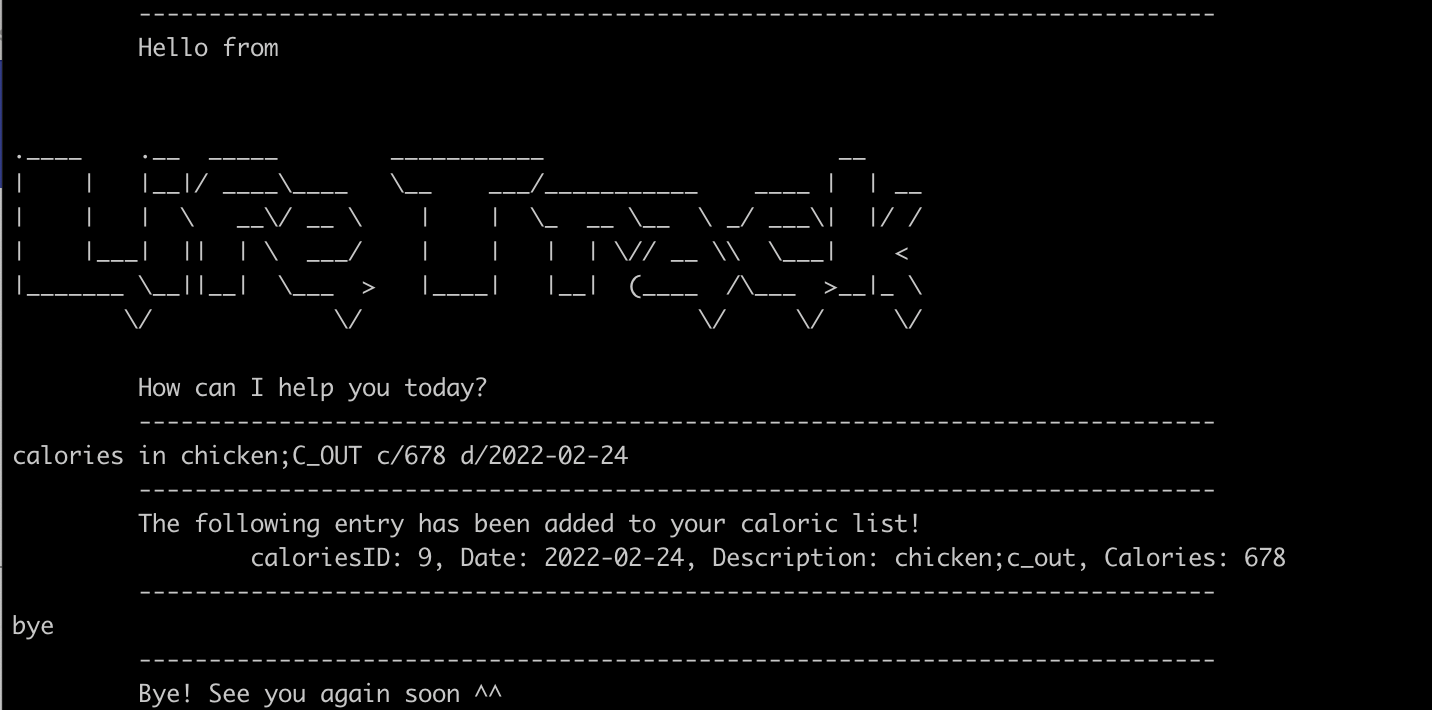 -----------------------------------------------------------------------------
Hello from
.____    .__  _____        ___________                     __
|    |   |__|/ ____\____   \__    ___/___________    ____ |  | __
|    |   |  \   __\/ __ \    |    |  \_  __ \__  \ _/ ___\|  |/ /
|    |___|  ||  | \  ___/    |    |   |  | \// __ \\  \___|    <
|_______ \__||__|  \___  >   |____|   |__|  (____  /\___  >__|_ \
        \/             \/                        \/     \/     \/
How can I help you today?
-----------------------------------------------------------------------------
calories in chicken;C_OUT c/678 d/2022-02-24
-----------------------------------------------------------------------------
The following entry has been added to your caloric list!
caloriesID: 9, Date: 2022-02-24, Description: chicken;c_out, Calories: 678
-----------------------------------------------------------------------------
bye
-----------------------------------------------------------------------------
Bye! See you again soon ^^